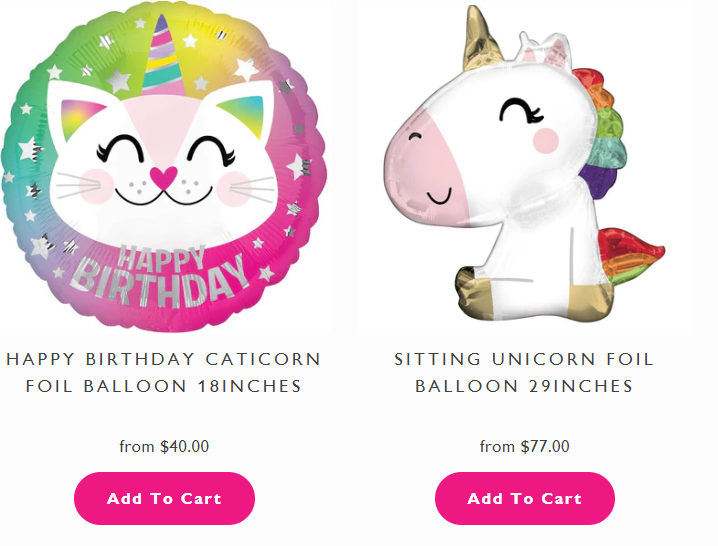 HAPPY
BIRTHDAY
HAPPY BIRTHDAY CATICORN
FOIL BALLOON 18INCHES
from $40.00
Add To Cart
SITTING UNICORN FOIL
BALLOON 29INCHES
from $77.00
Add To Cart